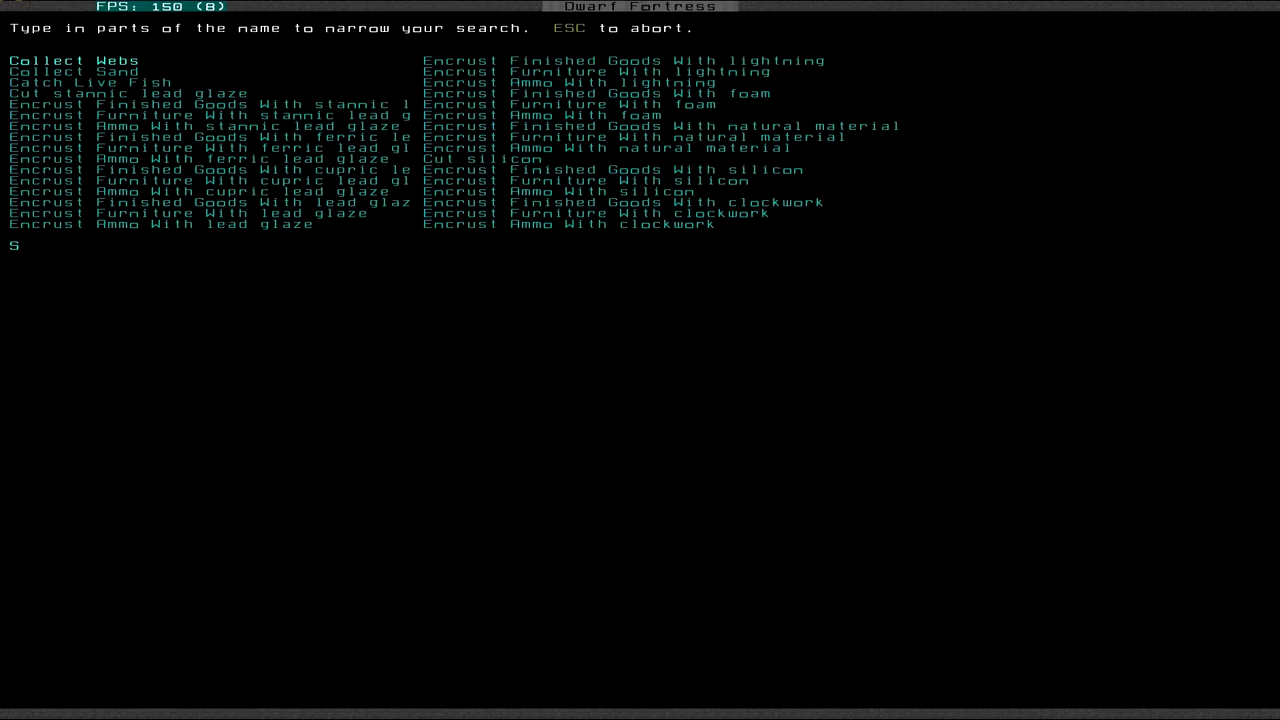 FPS: 150 (8)
Dwarf Fortress
Type in parts of the name to narrow your search. ESC to abort.
Collect Webs
Collect Sand
Catch Live Fish
Cut stannic lead glaze
Encrust Finished Goods With stannic l
Encrust Furniture With stannic lead g
Encrust Ammo With stannic lead glaze
Encrust Finished Goods With ferric le
Encrust Furniture With ferric lead gl
Encrust Ammo With ferric lead glaze
Encrust Finished Goods With cupric le
Encrust Furniture With cupric lead gl
Encrust Ammo With cupric lead glaze
Encrust Finished Goods With lead glaz
Encrust Furniture With lead glaze
Encrust Ammo With lead glaze
Encrust Finished Goods With lightning
Encrust Furniture With lightning
Encrust Ammo With lightning
Encrust Finished Goods With foam
Encrust Furniture With foam
Encrust Ammo With foam
Encrust Finished Goods With natural material
Encrust Furniture With natural material
Encrust Ammo With natural material
Cut silicon
Encrust Finished Goods With silicon
Encrust Furniture With silicon
Encrust Ammo With silicon
Encrust Finished Goods With clockwork
Encrust Furniture With clockwork
Encrust Ammo With clockwork
S